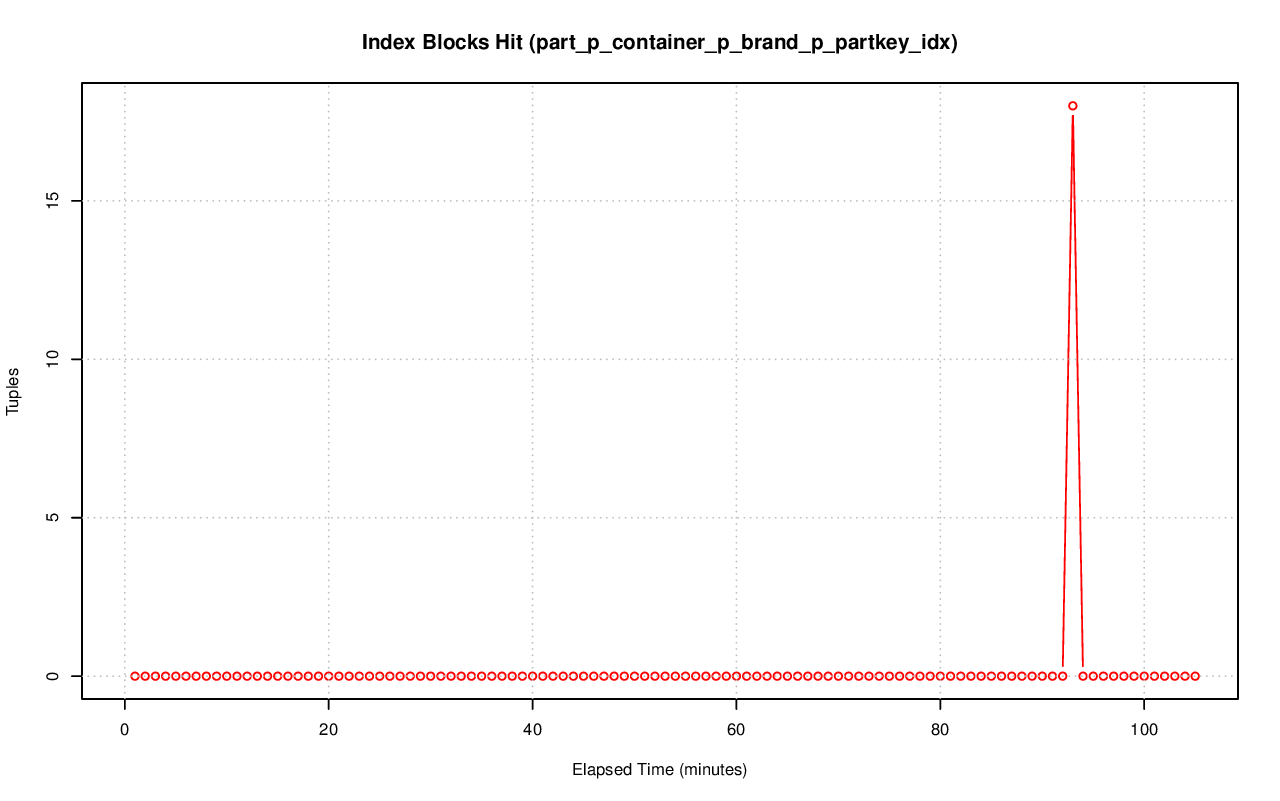 Index Blocks Hit (part_p_container_p_brand_p_partkey_idx)
Tuples
15
10
5
0
0 20 40 60 80 100
Elapsed Time (minutes)